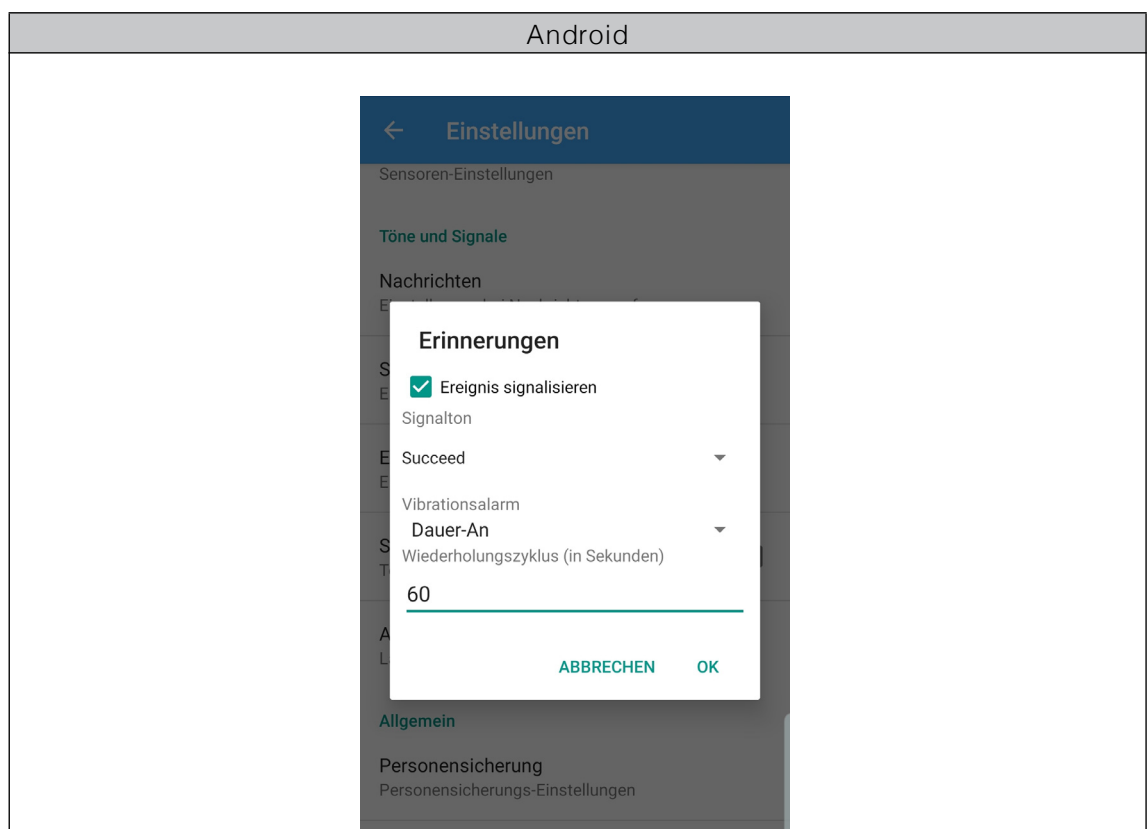 Android
Einstellungen
Sensoren-Einstellungen
Töne und Signale
Nachrichten
Erinnerungen
Ereignis signalisieren
Signalton
Succeed
Vibrationsalarm
Dauer-An
Wiederholungszyklus (in Sekunden)
60
ABBRECHEN OK
Allgemein
Personensicherung
Personensicherungs-Einstellungen